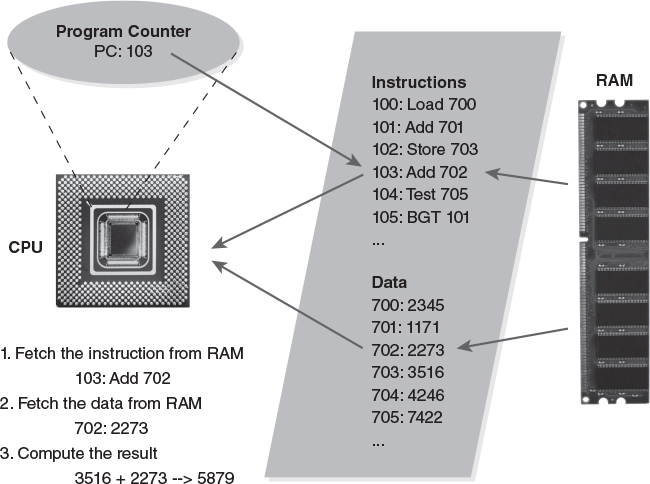 Program Counter
PC: 103
Instructions
100: Load 700
101: Add 701
102: Store 703
103: Add 702
104: Test 705
105: BGT 101
...
Data
700: 2345
701: 1171
702: 2273
703: 3516
704: 4246
705: 7422
...
RAM
CPU
1. Fetch the instruction from RAM
103: Add 702
2. Fetch the data from RAM
702: 2273
3. Compute the result
3516 + 2273 --> 5879